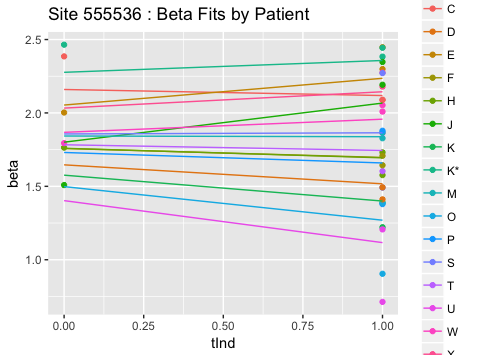 Site 555536 : Beta Fits by Patient
2.5
2.0
1.5
1.0
beta
0.00
0.25
0.50
0.75
1.00
tInd
C
D
E
F
H
J
K
K*
M
O
P
S
T
U
W
Y